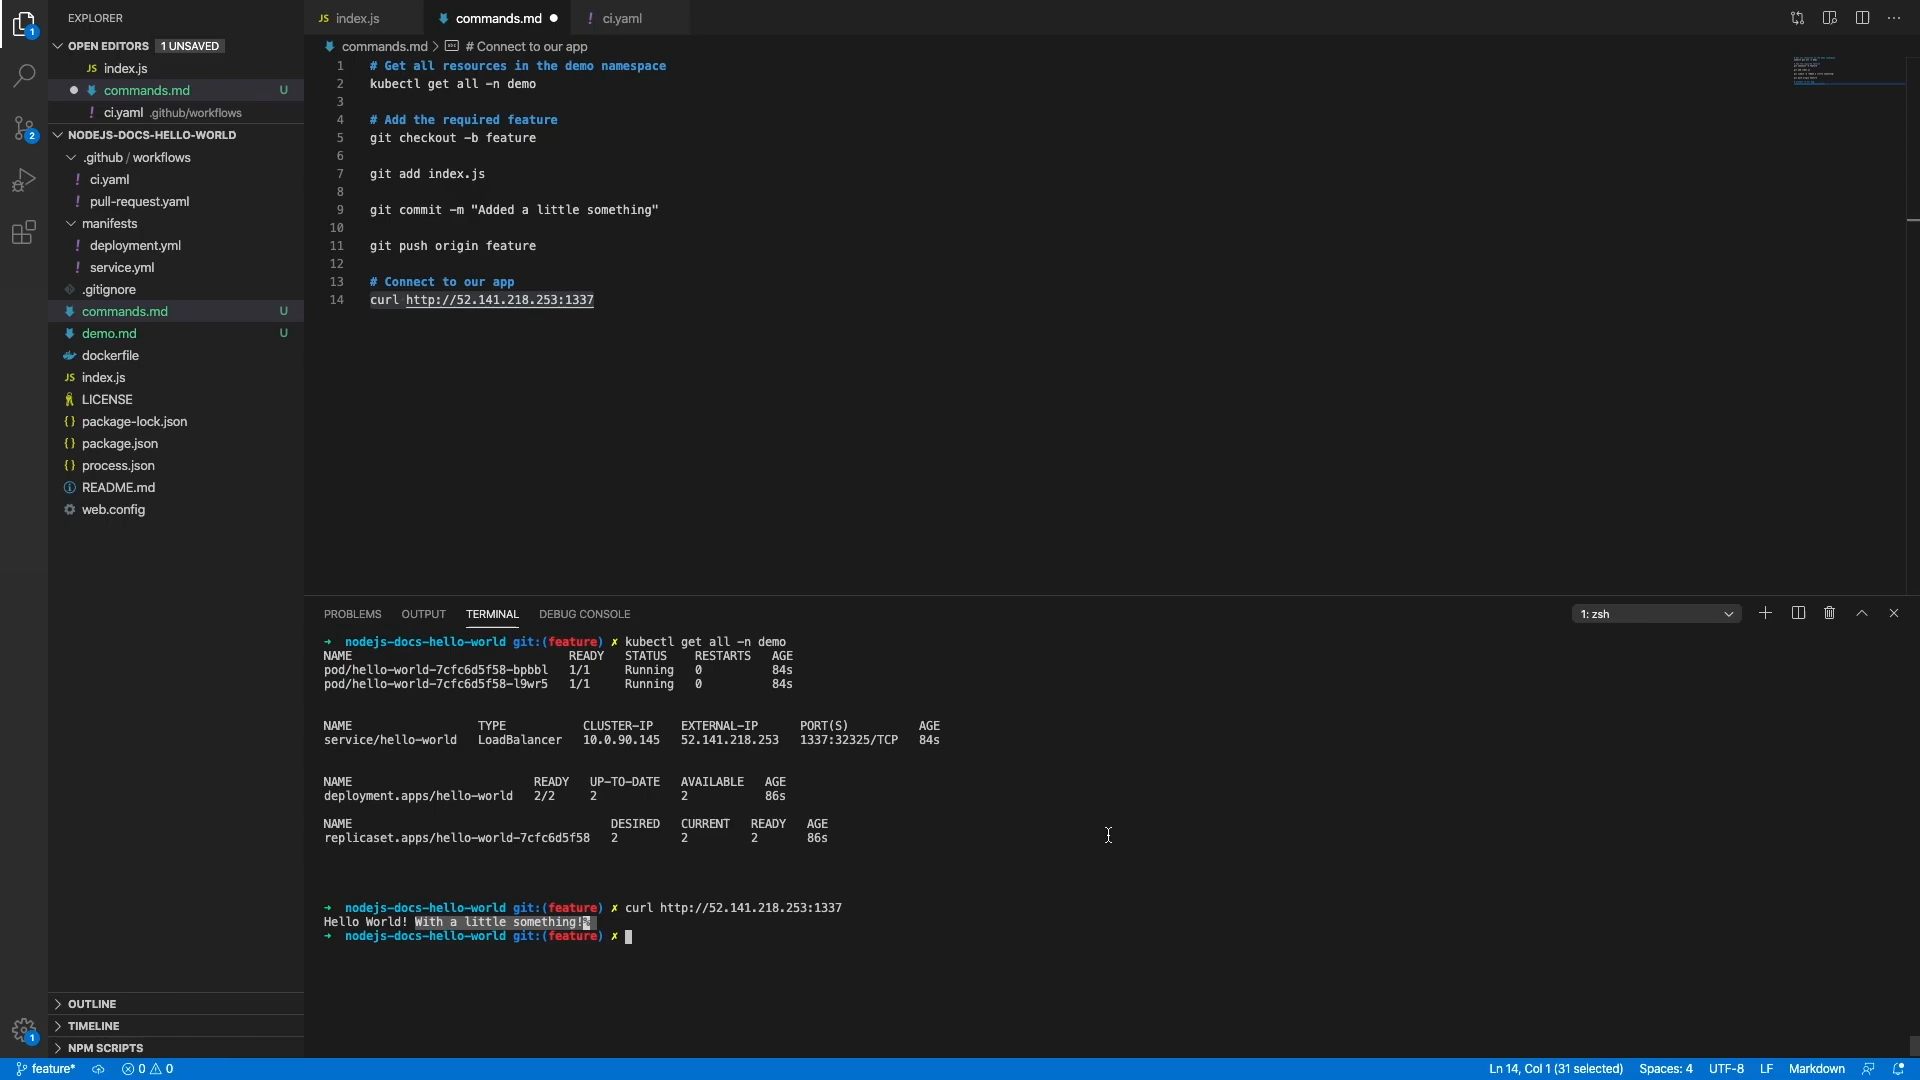 EXPLORER
OPEN EDITORS 1 UNSAVED
JS index.js
commands.md U
! ci.yaml .github/workflows
NODEJS-DOCS-HELLO-WORLD
.github / workflows
! ci.yaml
! pull-request.yaml
manifests
! deployment.yml
! service.yml
.gitignore
commands.md U
demo.md U
dockerfile
JS index.js
LICENSE
{} package-lock.json
{} package.json
{} process.json
README.md
web.config
OUTLINE
TIMELINE
NPM SCRIPTS
1
2
1
JS index.js
commands.md
! ci.yaml
commands.md > # Connect to our app
1 # Get all resources in the demo namespace
2 kubectl get all -n demo
3
4 # Add the required feature
5 git checkout -b feature
6
7 git add index.js
8
9 git commit -m "Added a little something"
10
11 git push origin feature
12
13 # Connect to our app
14 curl http://52.141.218.253:1337
PROBLEMS OUTPUT TERMINAL DEBUG CONSOLE
1: zsh
→ nodejs-docs-hello-world git:(feature) ✗ kubectl get all -n demo
NAME READY STATUS RESTARTS AGE
pod/hello-world-7cfc6d5f58-bpbbl 1/1 Running 0 84s
pod/hello-world-7cfc6d5f58-l9wr5 1/1 Running 0 84s
NAME TYPE CLUSTER-IP EXTERNAL-IP PORT(S) AGE
service/hello-world LoadBalancer 10.0.90.145 52.141.218.253 1337:32325/TCP 84s
NAME READY UP-TO-DATE AVAILABLE AGE
deployment.apps/hello-world 2/2 2 2 86s
NAME DESIRED CURRENT READY AGE
replicaset.apps/hello-world-7cfc6d5f58 2 2 2 86s
→ nodejs-docs-hello-world git:(feature) ✗ curl http://52.141.218.253:1337
Hello World! With a little something!%
→ nodejs-docs-hello-world git:(feature) ✗
feature* 0 0
Ln 14, Col 1 (31 selected) Spaces: 4 UTF-8 LF Markdown